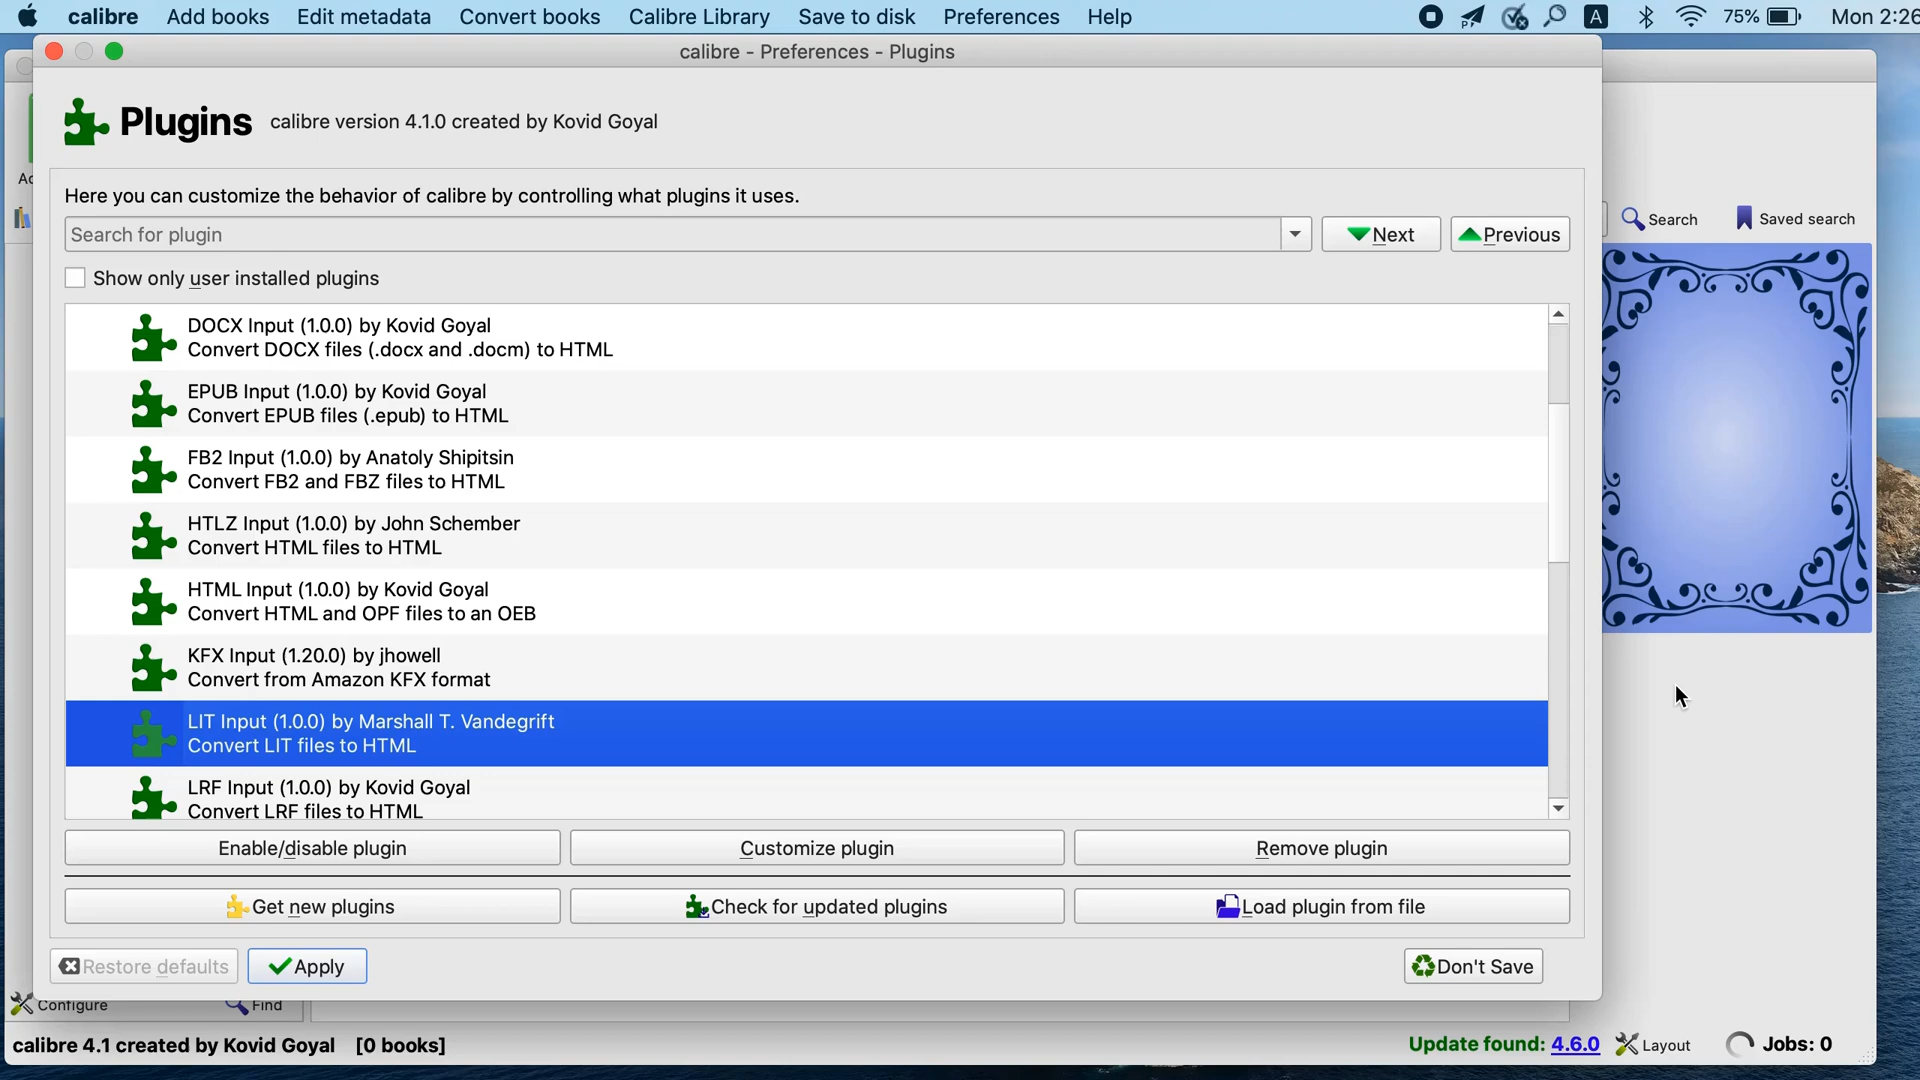 calibre Add books Edit metadata Convert books Calibre Library Save to disk Preferences Help A 75% Mon 2:26
calibre - Preferences - Plugins
Plugins calibre version 4.1.0 created by Kovid Goyal
Here you can customize the behavior of calibre by controlling what plugins it uses.
Search for plugin Next Previous
Search Saved search
Show only user installed plugins
DOCX Input (1.0.0) by Kovid Goyal
Convert DOCX files (.docx and .docm) to HTML
EPUB Input (1.0.0) by Kovid Goyal
Convert EPUB files (.epub) to HTML
FB2 Input (1.0.0) by Anatoly Shipitsin
Convert FB2 and FBZ files to HTML
HTLZ Input (1.0.0) by John Schember
Convert HTML files to HTML
HTML Input (1.0.0) by Kovid Goyal
Convert HTML and OPF files to an OEB
KFX Input (1.20.0) by jhowell
Convert from Amazon KFX format
LIT Input (1.0.0) by Marshall T. Vandegrift
Convert LIT files to HTML
LRF Input (1.0.0) by Kovid Goyal
Convert LRF files to HTML
Enable/disable plugin Customize plugin Remove plugin
Get new plugins Check for updated plugins Load plugin from file
Restore defaults Apply Don't Save
Configure Find
calibre 4.1 created by Kovid Goyal [0 books] Update found: 4.6.0 Layout Jobs: 0